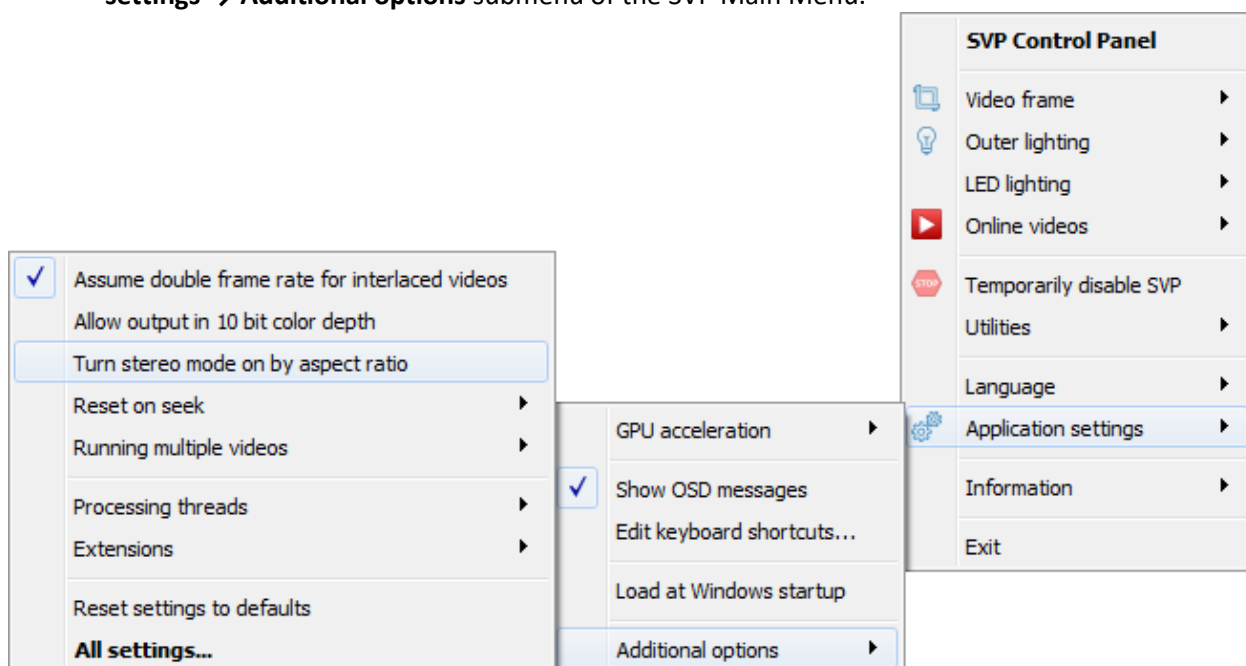 settings → Additional options submenu of the SVP Main Menu.
SVP Control Panel
Video frame
Outer lighting
LED lighting
Online videos
STOP
Temporarily disable SVP
Utilities
Language
Application settings
Information
Exit
GPU acceleration
Show OSD messages
Edit keyboard shortcuts...
Load at Windows startup
Additional options
Assume double frame rate for interlaced videos
Allow output in 10 bit color depth
Turn stereo mode on by aspect ratio
Reset on seek
Running multiple videos
Processing threads
Extensions
Reset settings to defaults
All settings...